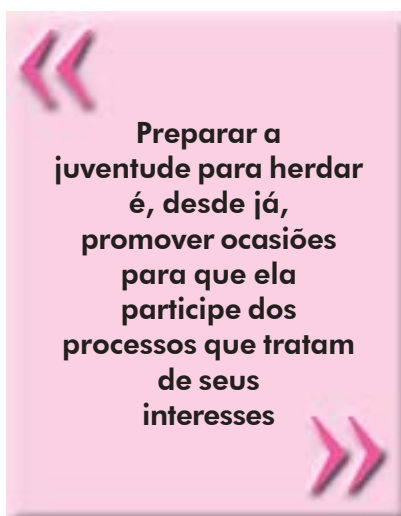 «
Preparar a
juventude para herdar
é, desde já,
promover ocasiões
para que ela
participe dos
processos que tratam
de seus
interesses
»